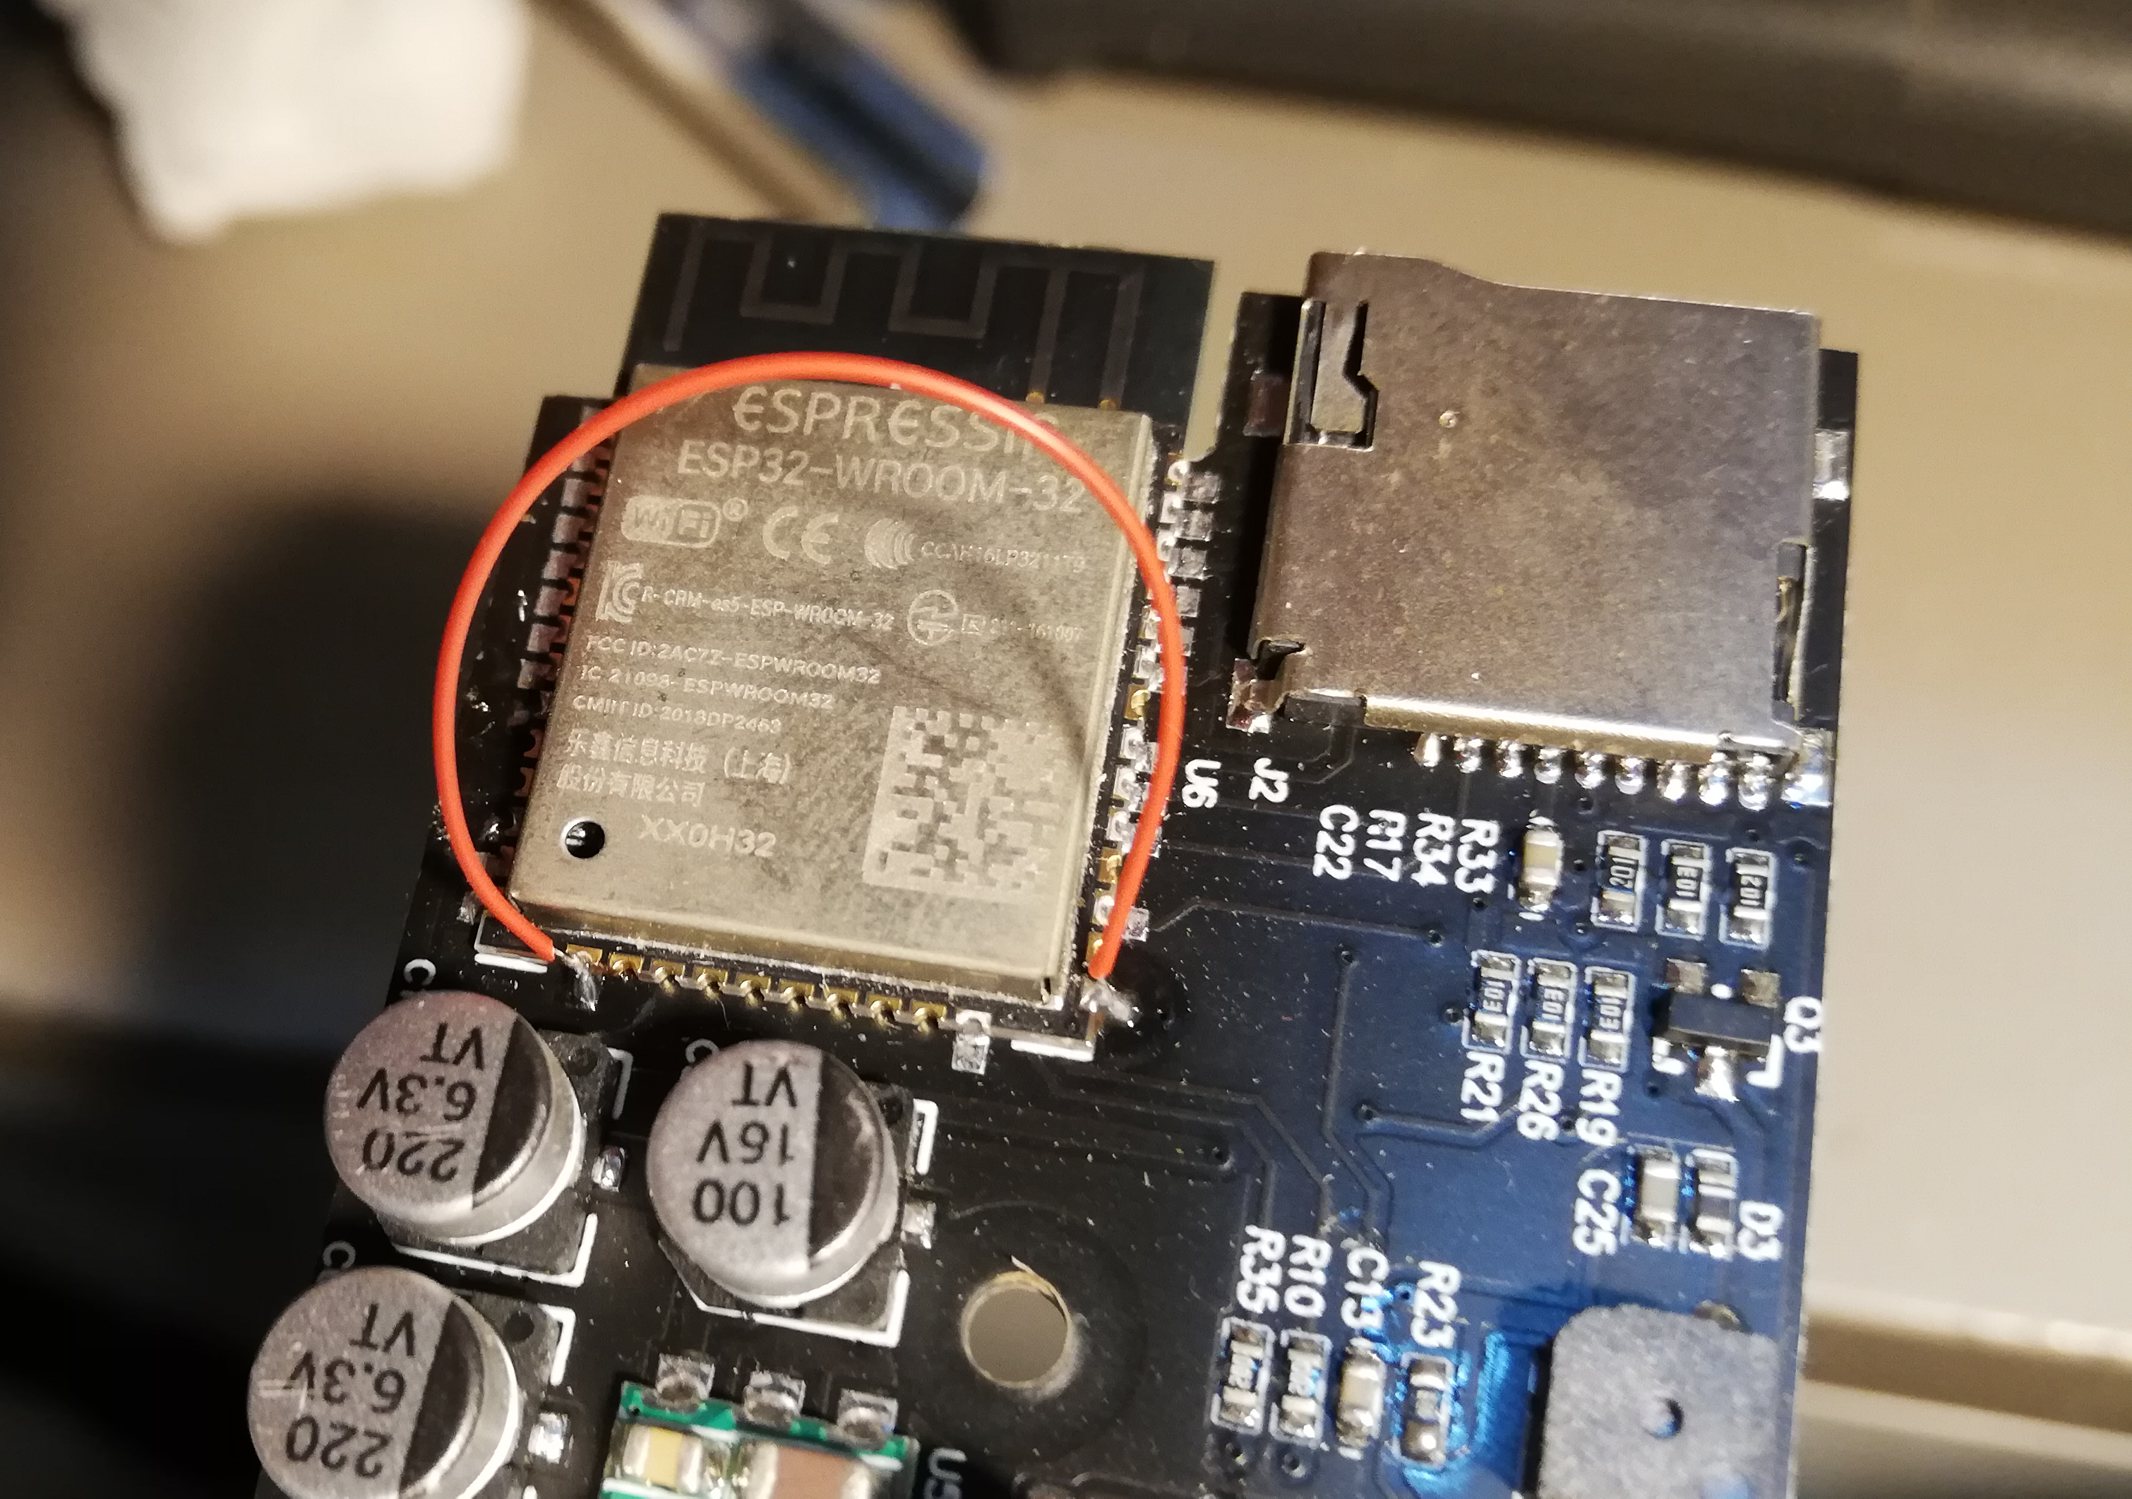 ESP32-WROOM-32
WiFi®
CE
R-CRM-es5-ESP-WROOM-32
FCC ID:2AC7Z-ESPWROOM32
IC:21098-ESPWROOM32
CMIIT ID:2018DP2463
乐鑫信息科技（上海）
股份有限公司
XX0H32
U6
J2
C22
R17
R34
R33
201
103
Q3
R21
R26
R19
C25
D3
R35
R10
C13
R23
220
6.3V
VT
100
16V
VT
220
6.3V
VT